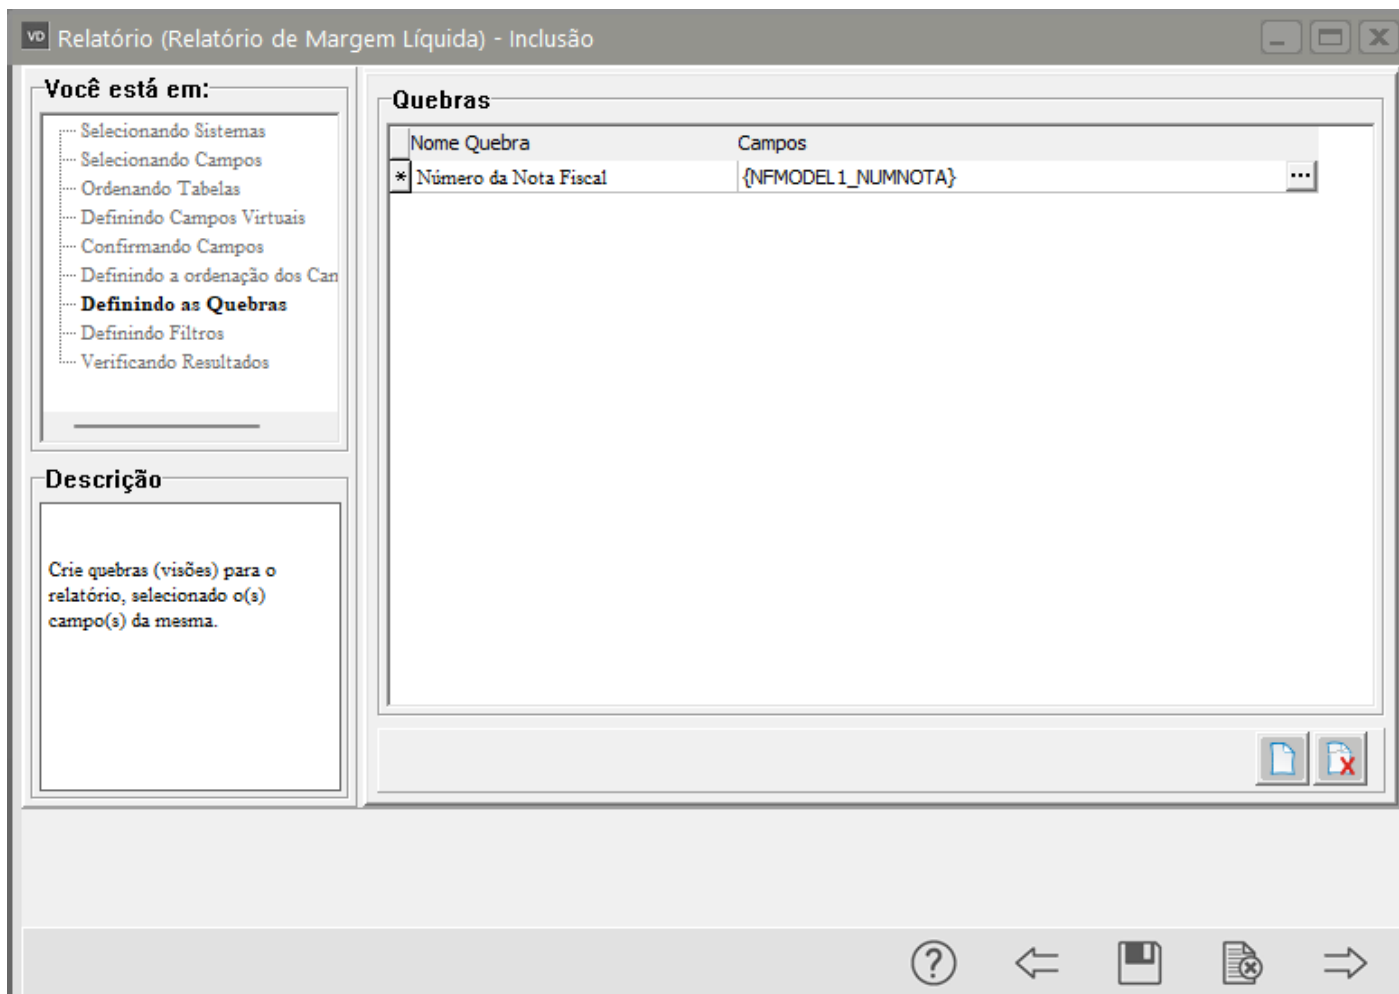 VD Relatório (Relatório de Margem Líquida) - Inclusão
Você está em:
Selecionando Sistemas
Selecionando Campos
Ordenando Tabelas
Definindo Campos Virtuais
Confirmando Campos
Definindo a ordenação dos Can
Definindo as Quebras
Definindo Filtros
Verificando Resultados
Descrição
Crie quebras (visões) para o
relatório, selecionado o(s)
campo(s) da mesma.
Quebras
Nome Quebra Campos
* Número da Nota Fiscal {NFMODEL1_NUMNOTA} ...